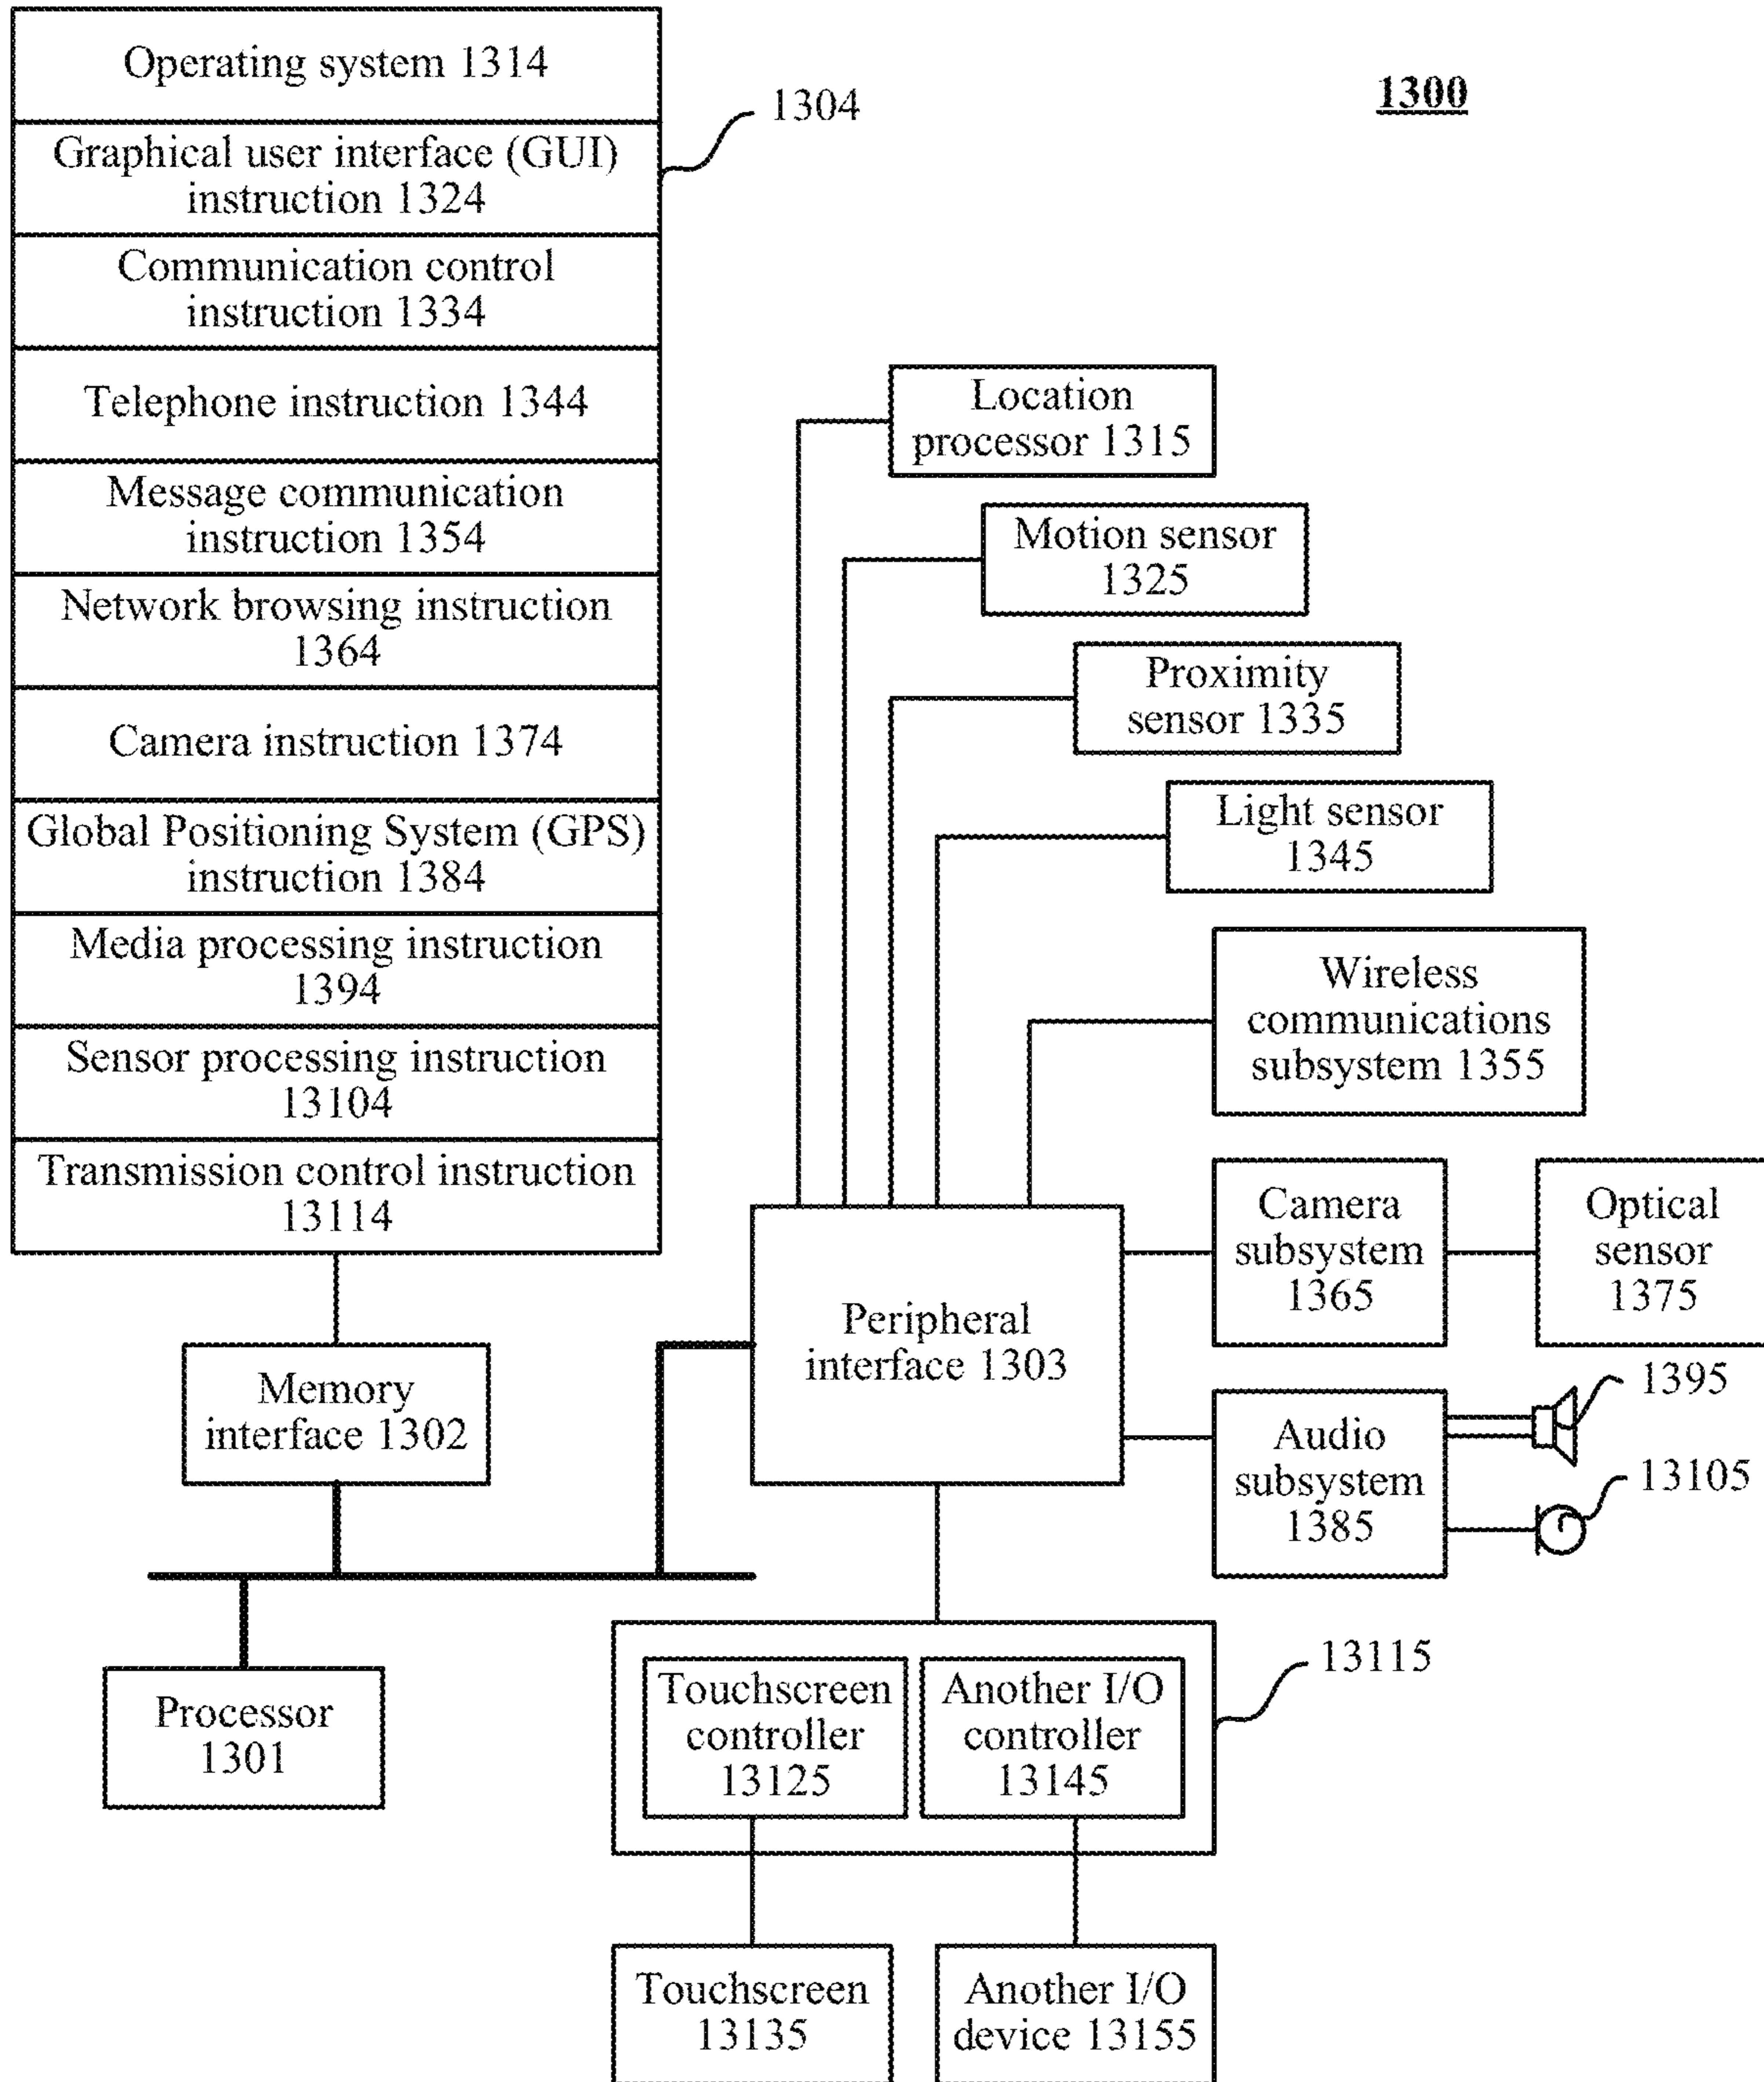 Operating system 1314
1304
1300
Graphical user interface (GUI)
instruction 1324
Communication control
instruction 1334
Telephone instruction 1344
Message communication
instruction 1354
Network browsing instruction
1364
Camera instruction 1374
Global Positioning System (GPS)
instruction 1384
Media processing instruction
1394
Sensor processing instruction
13104
Transmission control instruction
13114
Location
processor 1315
Motion sensor
1325
Proximity
sensor 1335
Light sensor
1345
Wireless
communications
subsystem 1355
Camera
subsystem
1365
Optical
sensor
1375
Peripheral
interface 1303
Memory
interface 1302
Audio
subsystem
1385
1395
13105
Processor
1301
Touchscreen
controller
13125
Another I/O
controller
13145
13115
Touchscreen
13135
Another I/O
device 13155